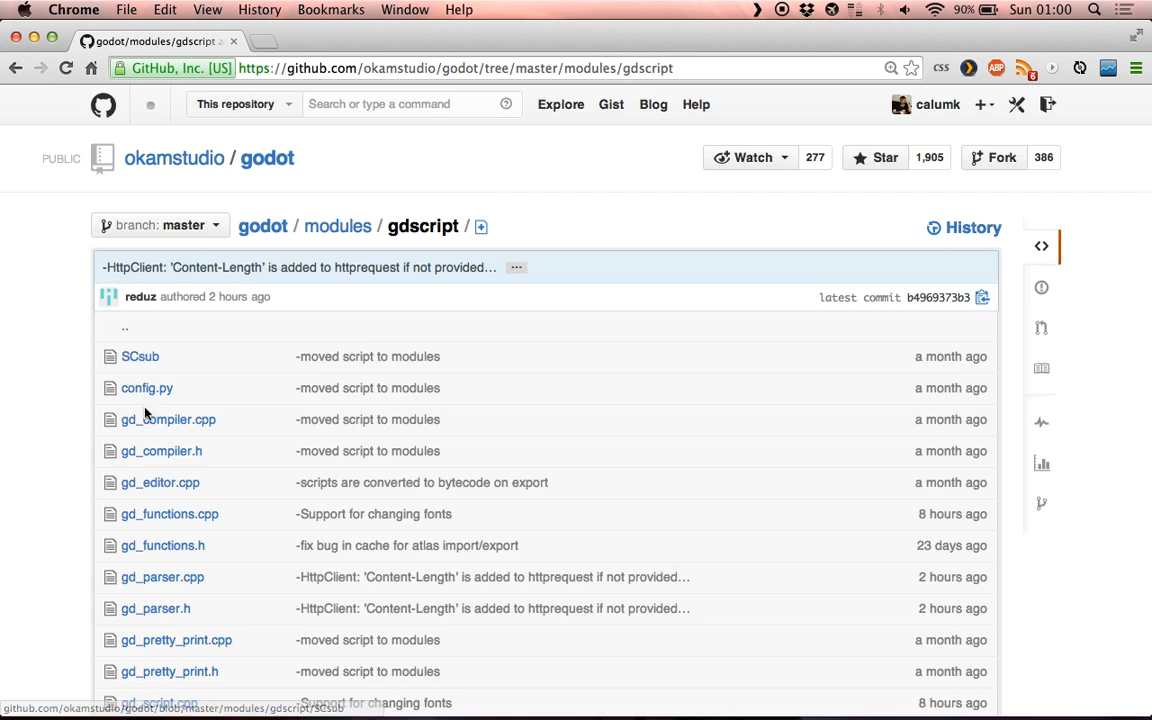 Chrome File Edit View History Bookmarks Window Help 90% Sun 01:00
godot/modules/gdscript a
GitHub, Inc. [US] https://github.com/okamstudio/godot/tree/master/modules/gdscript css ABP 6
This repository Search or type a command Explore Gist Blog Help calumk
PUBLIC okamstudio / godot Watch 277 Star 1,905 Fork 386
branch: master godot / modules / gdscript / History
-HttpClient: 'Content-Length' is added to httprequest if not provided… …
reduz authored 2 hours ago latest commit b4969373b3
..
SCsub -moved script to modules a month ago
config.py -moved script to modules a month ago
gd_compiler.cpp -moved script to modules a month ago
gd_compiler.h -moved script to modules a month ago
gd_editor.cpp -scripts are converted to bytecode on export a month ago
gd_functions.cpp -Support for changing fonts 8 hours ago
gd_functions.h -fix bug in cache for atlas import/export 23 days ago
gd_parser.cpp -HttpClient: 'Content-Length' is added to httprequest if not provided… 2 hours ago
gd_parser.h -HttpClient: 'Content-Length' is added to httprequest if not provided… 2 hours ago
gd_pretty_print.cpp -moved script to modules a month ago
gd_pretty_print.h -moved script to modules a month ago
gd_script.cpp -Support for changing fonts 8 hours ago
github.com/okamstudio/godot/blob/master/modules/gdscript/SCsub